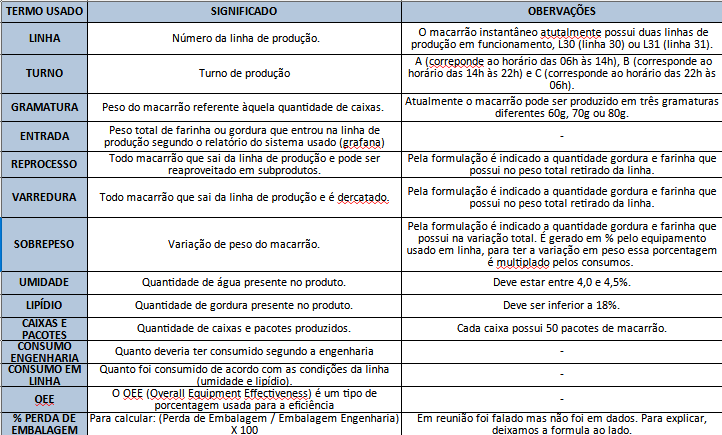 TERMO USADO SIGNIFICADO OBERVAÇÕES
LINHA Número da linha de produção. O macarrão instantâneo atutalmente possui duas linhas de
produção em funcionamento, L30 (linha 30) ou L31 (linha 31).
TURNO Turno de produção A (correponde ao horário das 06h às 14h), B (corresponde ao
horário das 14h às 22h) e C (corresponde ao horário das 22h às
06h).
GRAMATURA Peso do macarrão referente àquela quantidade de caixas. Atualmente o macarrão pode ser produzido em três gramaturas
diferentes 60g, 70g ou 80g.
ENTRADA Peso total de farinha ou gordura que entrou na linha de
produção segundo o relatório do sistema usado (grafana) -
REPROCESSO Todo macarrão que sai da linha de produção e pode ser
reaproveitado em subprodutos. Pela formulação é indicado a quantidade gordura e farinha que
possui no peso total retirado da linha.
VARREDURA Todo macarrão que sai da linha de produção e é dercatado. Pela formulação é indicado a quantidade gordura e farinha que
possui no peso total retirado da linha.
SOBREPESO Variação de peso do macarrão. Pela formulação é indicado a quantidade gordura e farinha que
possui na variação total. É gerado em % pelo equipamento
usado em linha, para ter a variação em peso essa porcentagem
é multiplado pelos consumos.
UMIDADE Quantidade de água presente no produto. Deve estar entre 4,0 e 4,5%.
LIPÍDIO Quantidade de gordura presente no produto. Deve ser inferior a 18%.
CAIXAS E
PACOTES Quantidade de caixas e pacotes produzidos. Cada caixa possui 50 pacotes de macarrão.
CONSUMO
ENGENHARIA Quanto deveria ter consumido segundo a engenharia -
CONSUMO EM
LINHA Quanto foi consumido de acordo com as condições da linha
(umidade e lipídio). -
OEE O OEE (Overall Equipment Effectiveness) é um tipo de
porcentagem usada para a eficiência -
% PERDA DE
EMBALAGEM Para calcular: (Perda de Embalagem / Embalagem Engenharia)
X 100 Em reunião foi falado mas não foi em dados. Para explicar,
deixamos a formula ao lado.